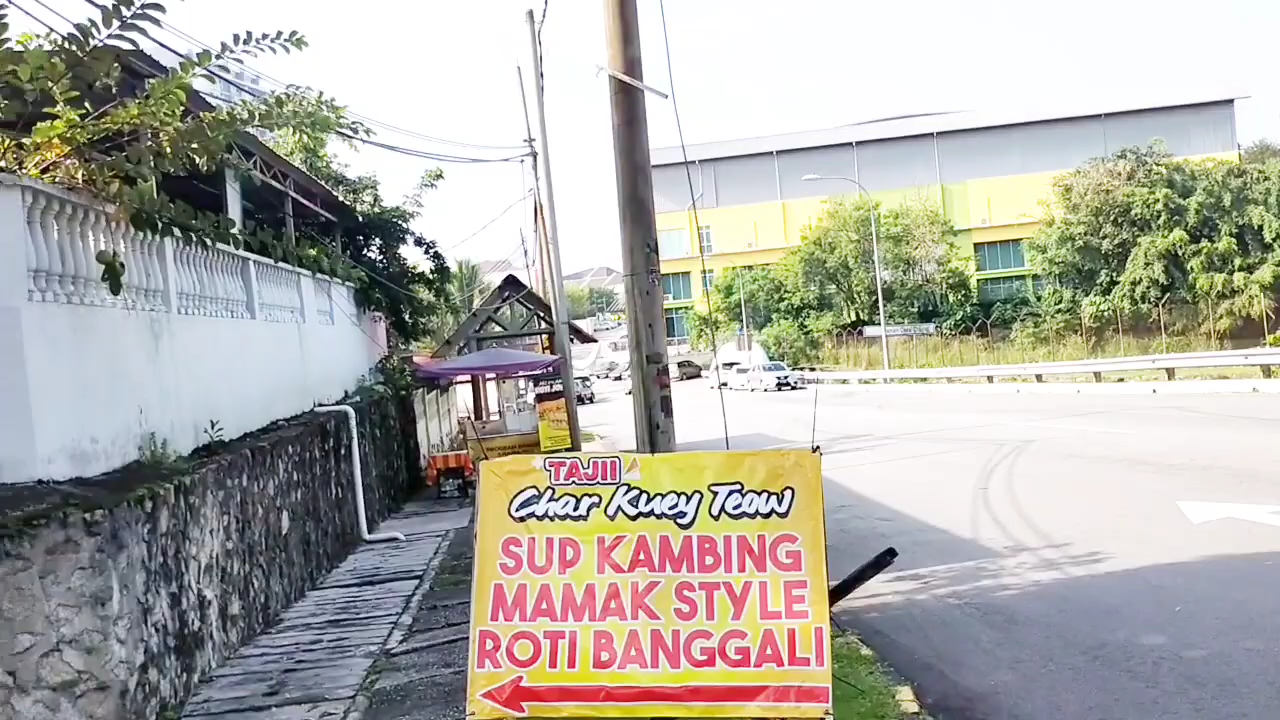 TAJII
Char Kuey Teow
SUP KAMBING
MAMAK STYLE
ROTI BANGGALI